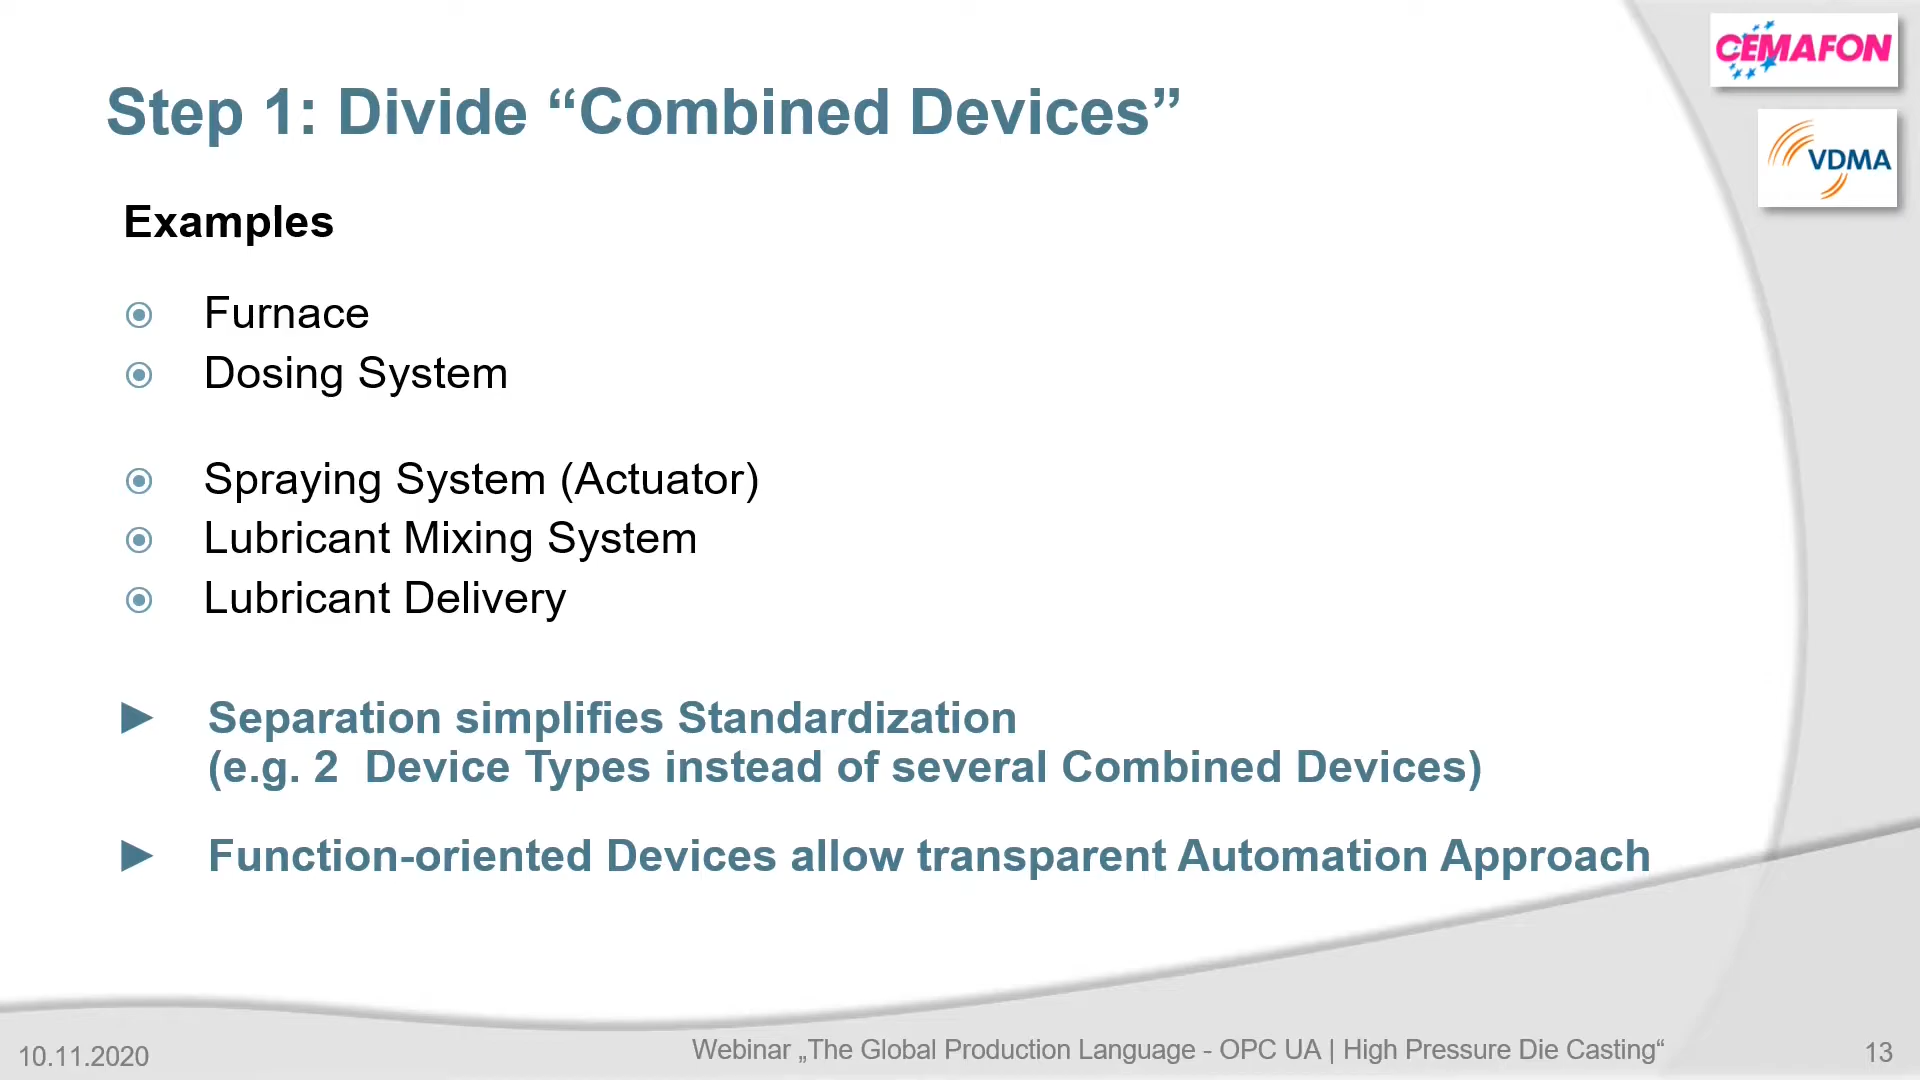 CEMAFON
VDMA
Step 1: Divide “Combined Devices”
Examples
Furnace
Dosing System
Spraying System (Actuator)
Lubricant Mixing System
Lubricant Delivery
Separation simplifies Standardization
(e.g. 2 Device Types instead of several Combined Devices)
Function-oriented Devices allow transparent Automation Approach
10.11.2020
Webinar „The Global Production Language - OPC UA | High Pressure Die Casting“
13